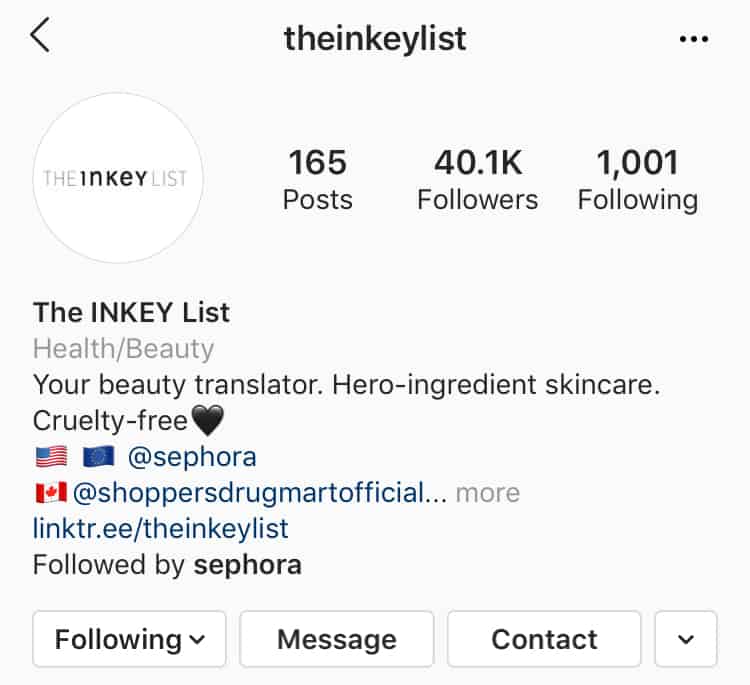 theinkeylist
THE INKEY LIST
165 40.1K 1,001
Posts Followers Following
The INKEY List
Health/Beauty
Your beauty translator. Hero-ingredient skincare.
Cruelty-free🖤
🇺🇸 🇪🇺 @sephora
🇨🇦@shoppersdrugmartofficial... more
linktr.ee/theinkeylist
Followed by sephora
Following Message Contact